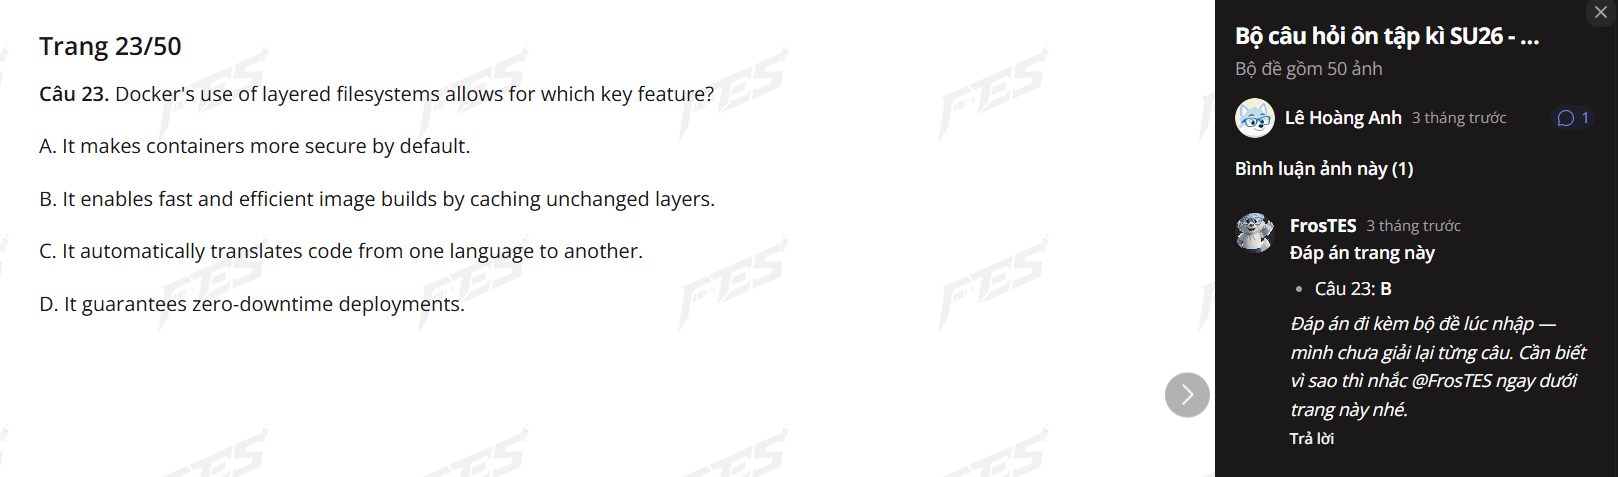 Trang 23/50
Câu 23. Docker's use of layered filesystems allows for which key feature?
A. It makes containers more secure by default.
B. It enables fast and efficient image builds by caching unchanged layers.
C. It automatically translates code from one language to another.
D. It guarantees zero-downtime deployments.
Bộ câu hỏi ôn tập kì SU26 - ...
Bộ đề gồm 50 ảnh
Lê Hoàng Anh 3 tháng trước 1
Bình luận ảnh này (1)
FrosTES 3 tháng trước
Đáp án trang này
Câu 23: B
Đáp án đi kèm bộ đề lúc nhập —
mình chưa giải lại từng câu. Cần biết
vì sao thì nhắc @FrosTES ngay dưới
trang này nhé.
Trả lời